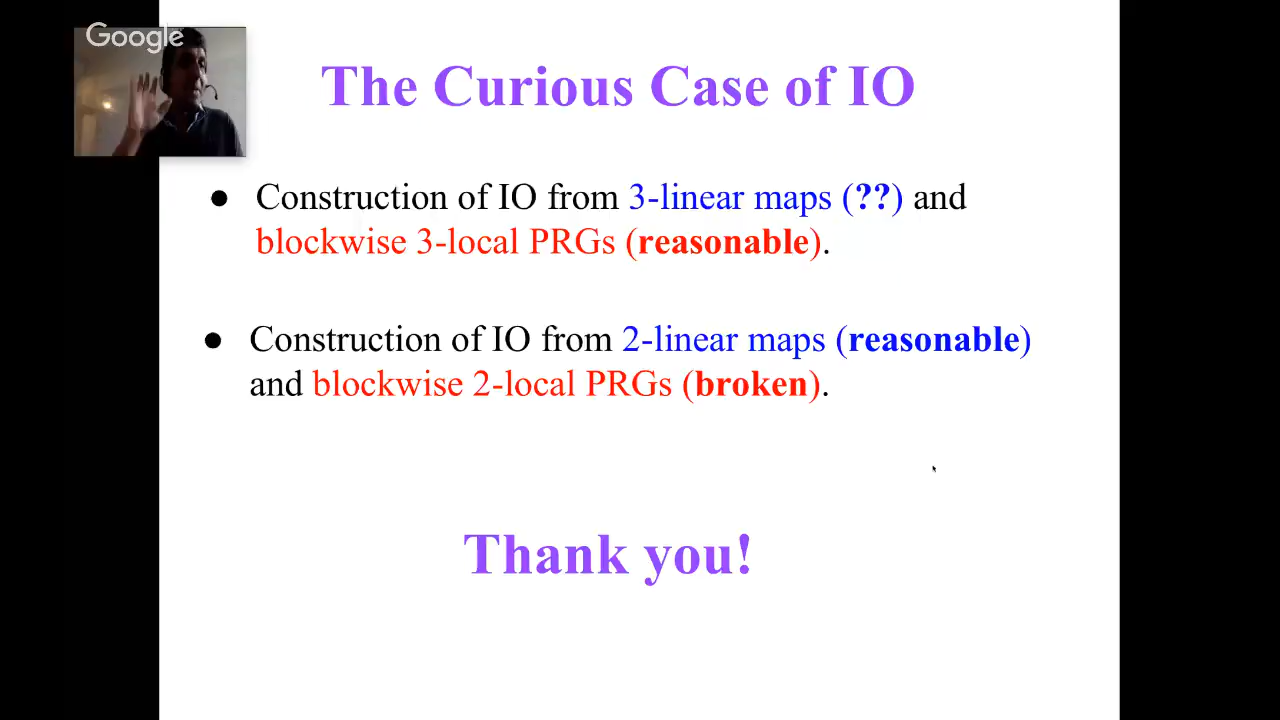 Google
The Curious Case of IO
● Construction of IO from 3-linear maps (??) and
blockwise 3-local PRGs (reasonable).
● Construction of IO from 2-linear maps (reasonable)
and blockwise 2-local PRGs (broken).
Thank you!